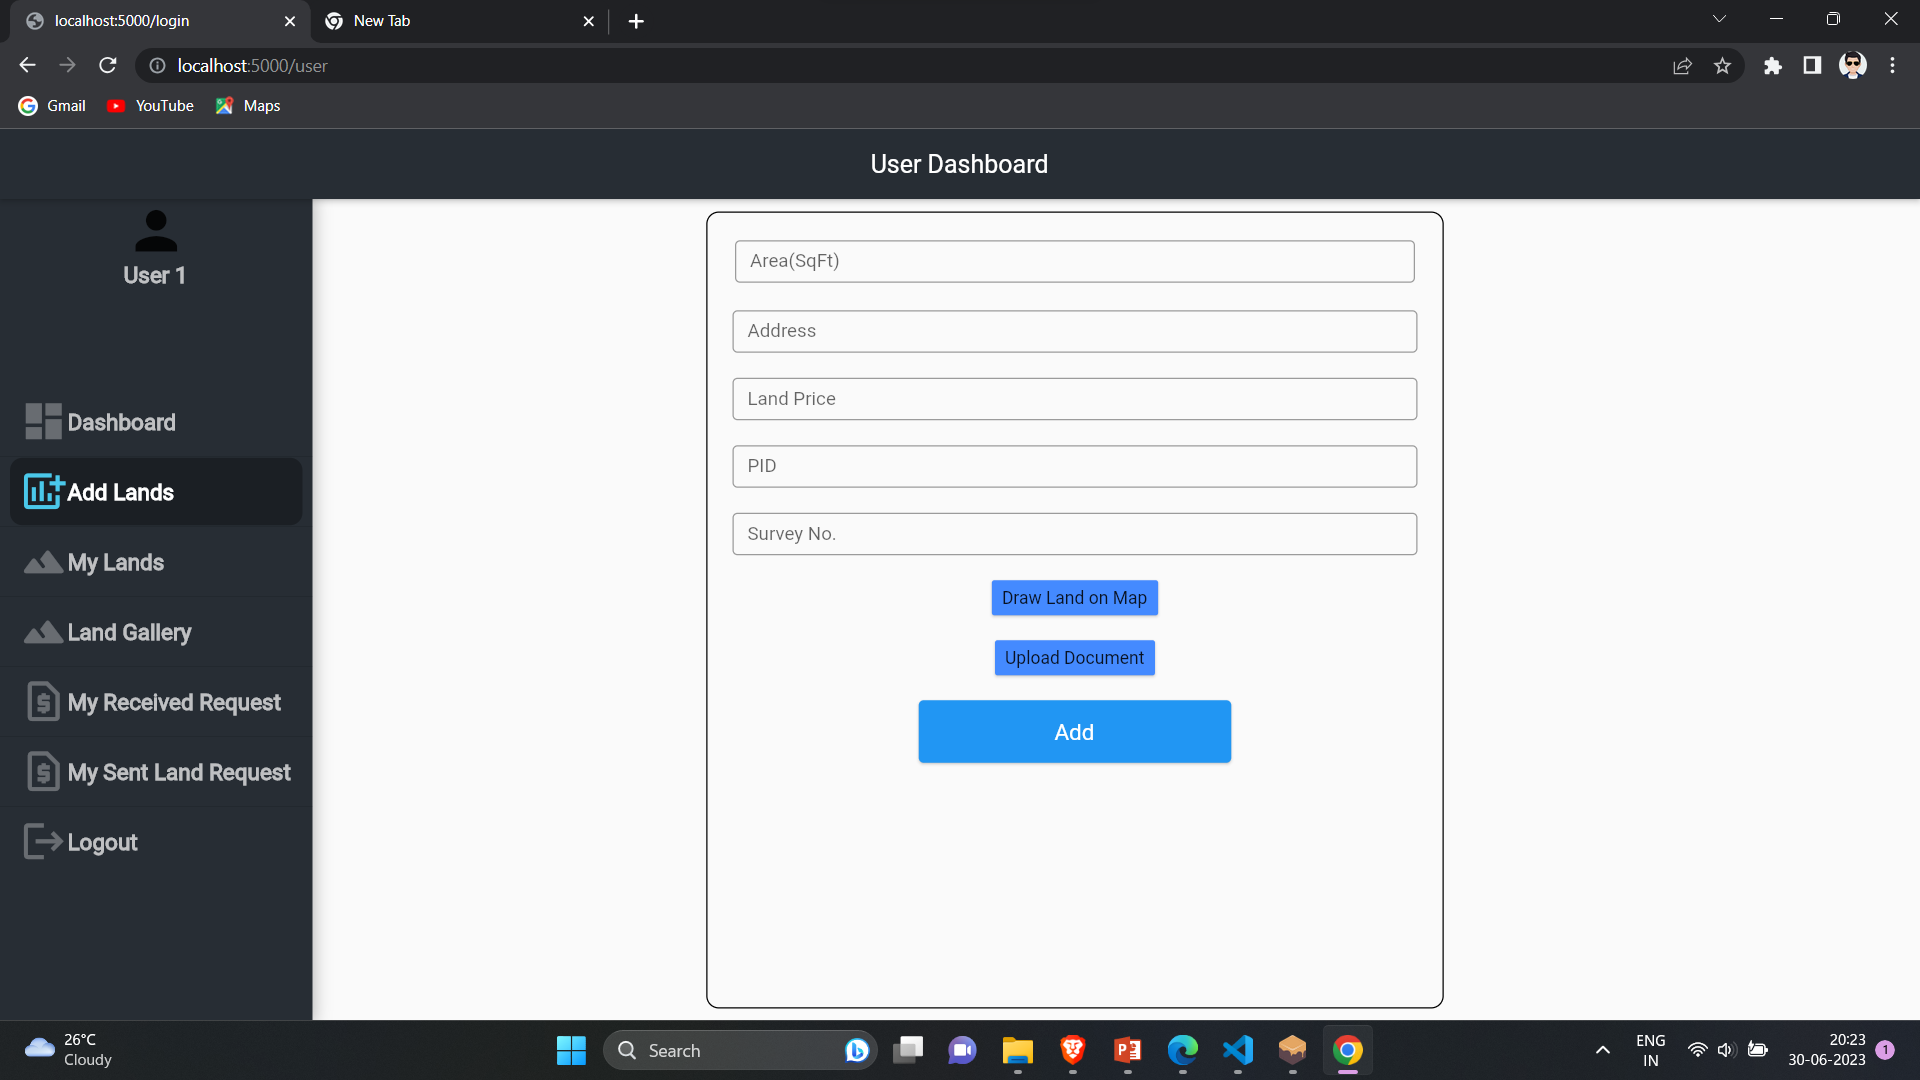 localhost:5000/login
New Tab
localhost:5000/user
Gmail
YouTube
Maps
User Dashboard
User 1
Dashboard
Add Lands
My Lands
Land Gallery
My Received Request
My Sent Land Request
Logout
Area(SqFt)
Address
Land Price
PID
Survey No.
Draw Land on Map
Upload Document
Add
26°C
Cloudy
Search
ENG
IN
20:23
30-06-2023
1